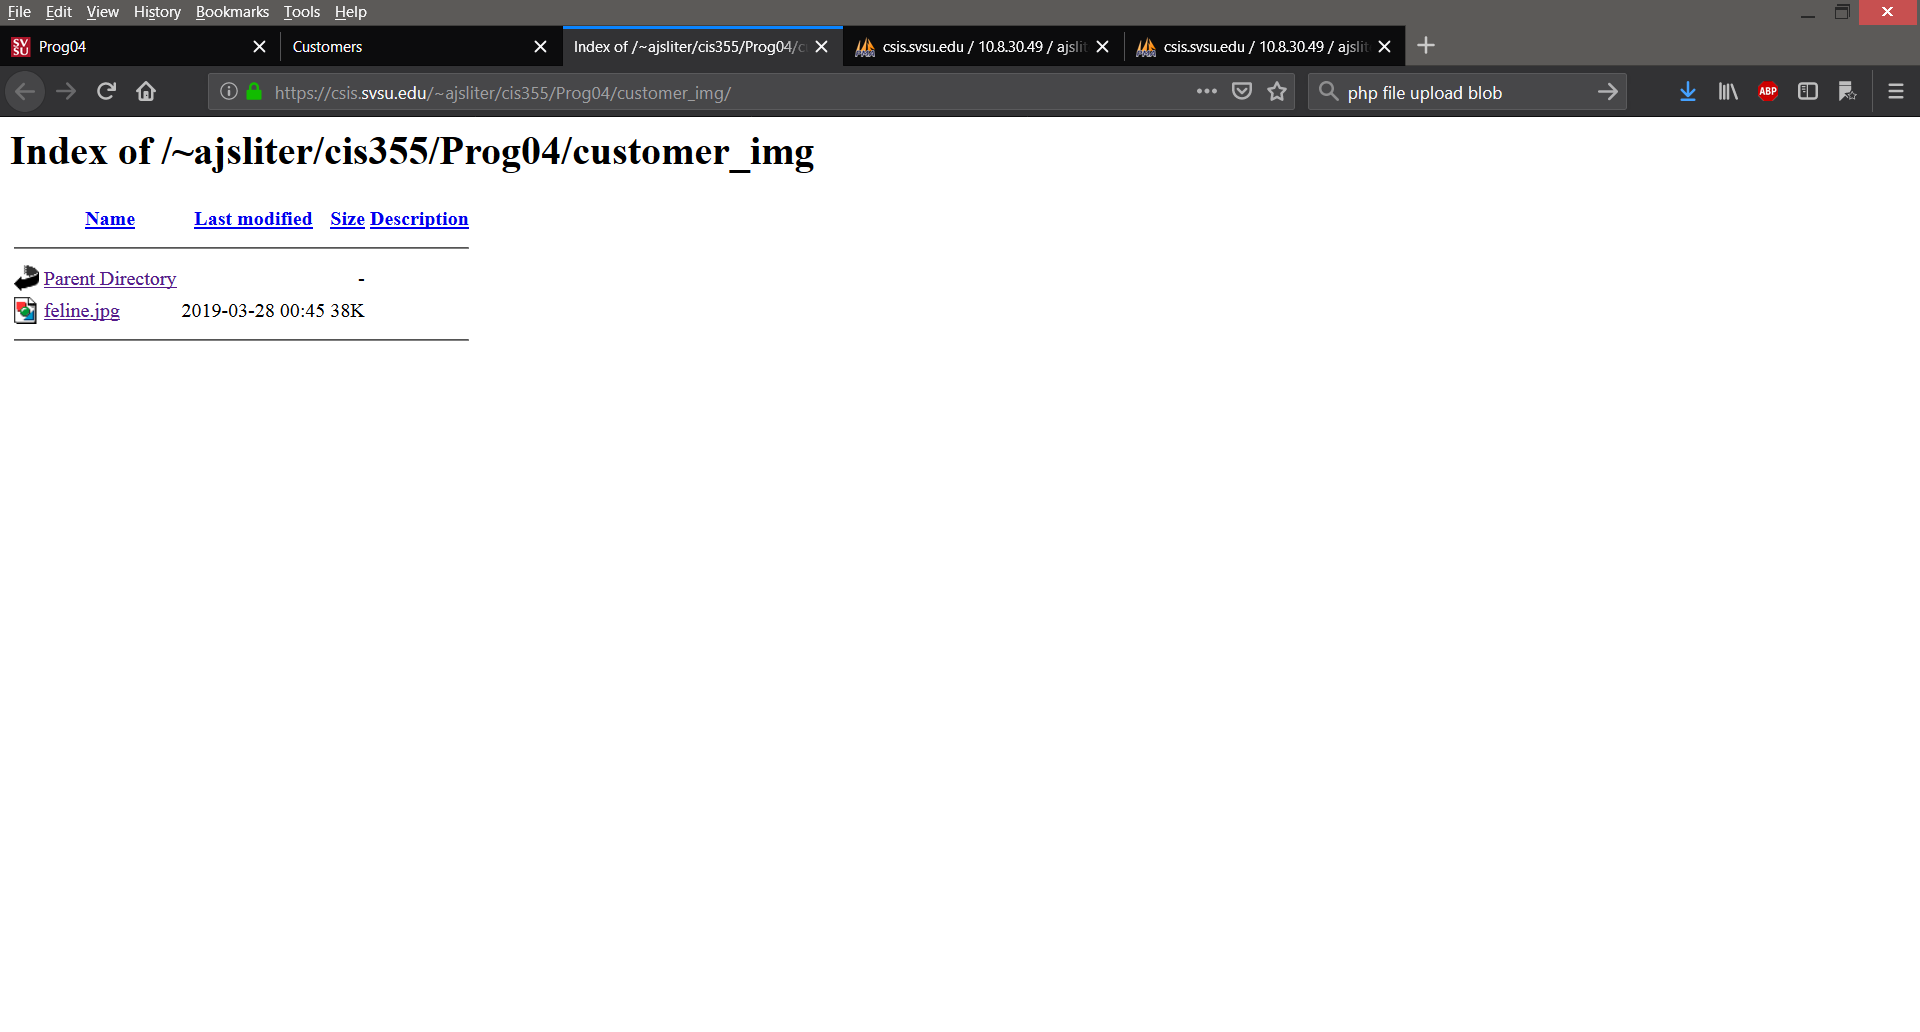 File Edit View History Bookmarks Tools Help
SVSU Prog04 Customers Index of /~ajsliter/cis355/Prog04/c csis.svsu.edu / 10.8.30.49 / ajslit csis.svsu.edu / 10.8.30.49 / ajslit
https://csis.svsu.edu/~ajsliter/cis355/Prog04/customer_img/ php file upload blob ABP
Index of /~ajsliter/cis355/Prog04/customer_img
Name Last modified Size Description
Parent Directory -
feline.jpg 2019-03-28 00:45 38K